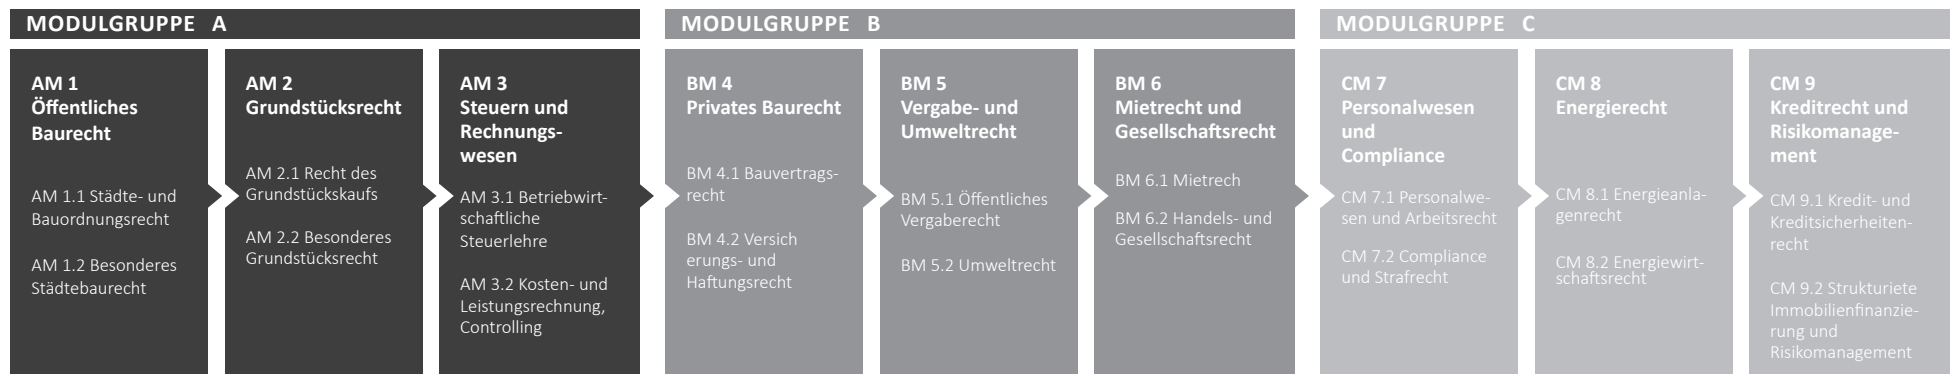 MODULGRUPPE A
AM 1
Öffentliches
Baurecht
AM 1.1 Städte- und
Bauordnungsrecht
AM 1.2 Besonderes
Städtebaurecht
AM 2
Grundstücksrecht
AM 2.1 Recht des
Grundstückskaufs
AM 2.2 Besonderes
Grundstücksrecht
AM 3
Steuern und
Rechnungs-
wesen
AM 3.1 Betriebwirt-
schaftliche
Steuerlehre
AM 3.2 Kosten- und
Leistungsrechnung,
Controlling
MODULGRUPPE B
BM 4
Privates Baurecht
BM 4.1 Bauvertrags-
recht
BM 4.2 Versich
erungs- und
Haftungsrecht
BM 5
Vergabe- und
Umweltrecht
BM 5.1 Öffentliches
Vergaberecht
BM 5.2 Umweltrecht
BM 6
Mietrecht und
Gesellschaftsrecht
BM 6.1 Mietrech
BM 6.2 Handels- und
Gesellschaftsrecht
MODULGRUPPE C
CM 7
Personalwesen
und
Compliance
CM 7.1 Personalwe-
sen und Arbeitsrecht
CM 7.2 Compliance
und Strafrecht
CM 8
Energierecht
CM 8.1 Energieanla-
genrecht
CM 8.2 Energiewirt-
schaftsrecht
CM 9
Kreditrecht und
Risikomanage-
ment
CM 9.1 Kredit- und
Kreditsicherheiten-
recht
CM 9.2 Strukturiete
Immobilienfinanzie-
rung und
Risikomanagement